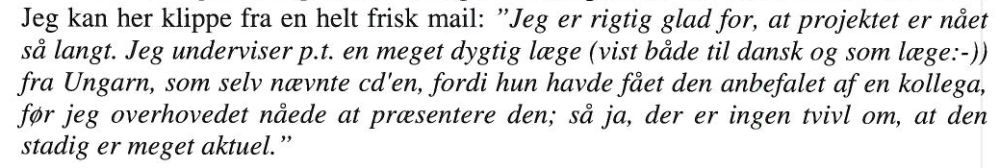 Jeg kan her klippe fra en helt frisk mail: ”Jeg er rigtig glad for, at projektet er nået
så langt. Jeg underviser p.t. en meget dygtig læge (vist både til dansk og som læge:-))
fra Ungarn, som selv nævnte cd'en, fordi hun havde fået den anbefalet af en kollega,
før jeg overhovedet nåede at præsentere den; så ja, der er ingen tvivl om, at den
stadig er meget aktuel.”